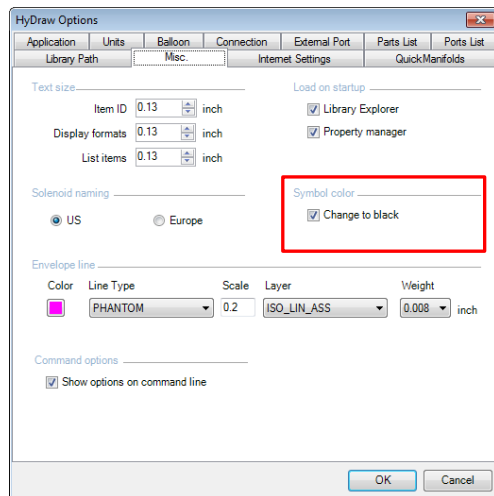 HyDraw Options
Application Units Balloon Connection External Port Parts List Ports List
Library Path Misc. Internet Settings QuickManifolds
Text size Load on startup
Item ID 0.13 inch Library Explorer
Display formats 0.13 inch Property manager
List items 0.13 inch
Solenoid naming Symbol color
US Europe Change to black
Envelope line
Color Line Type Scale Layer Weight
PHANTOM 0.2 ISO_LIN_ASS 0.008 inch
Command options
Show options on command line
OK Cancel